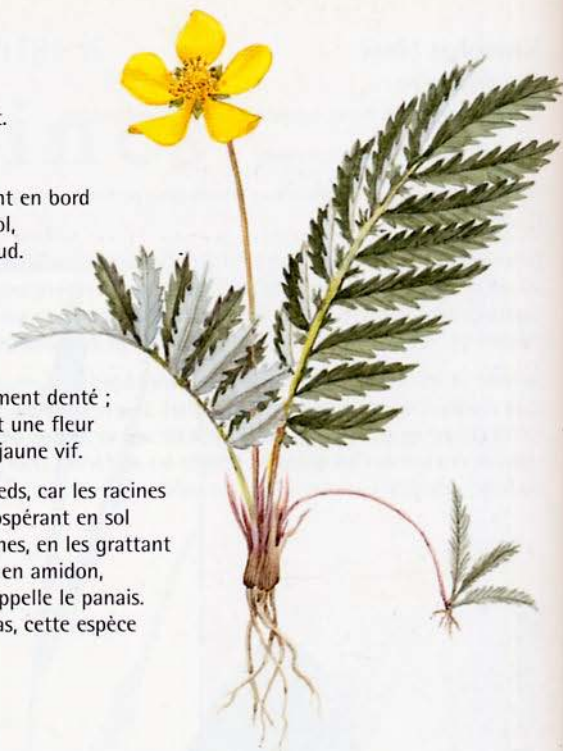 t.
nt en bord
ol,
ud.
ment denté ;
t une fleur
jaune vif.
eds, car les racines
ospérant en sol
nes, en les grattant
en amidon,
ppelle le panais.
as, cette espèce